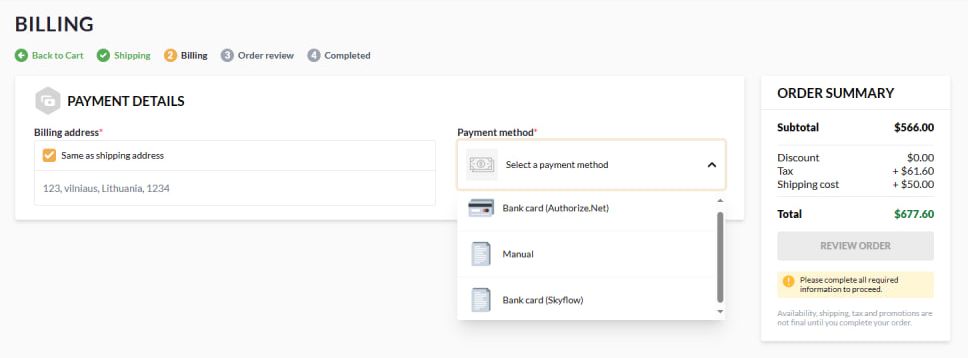 BILLING
Back to Cart Shipping 2 Billing 3 Order review 4 Completed
PAYMENT DETAILS
Billing address*
Same as shipping address
123, vilniaus, Lithuania, 1234
Payment method*
Select a payment method
Bank card (Authorize.Net)
Manual
Bank card (Skyflow)
ORDER SUMMARY
Subtotal $566.00
Discount $0.00
Tax + $61.60
Shipping cost + $50.00
Total $677.60
REVIEW ORDER
Please complete all required
information to proceed.
Availability, shipping, tax and promotions are
not final until you complete your order.